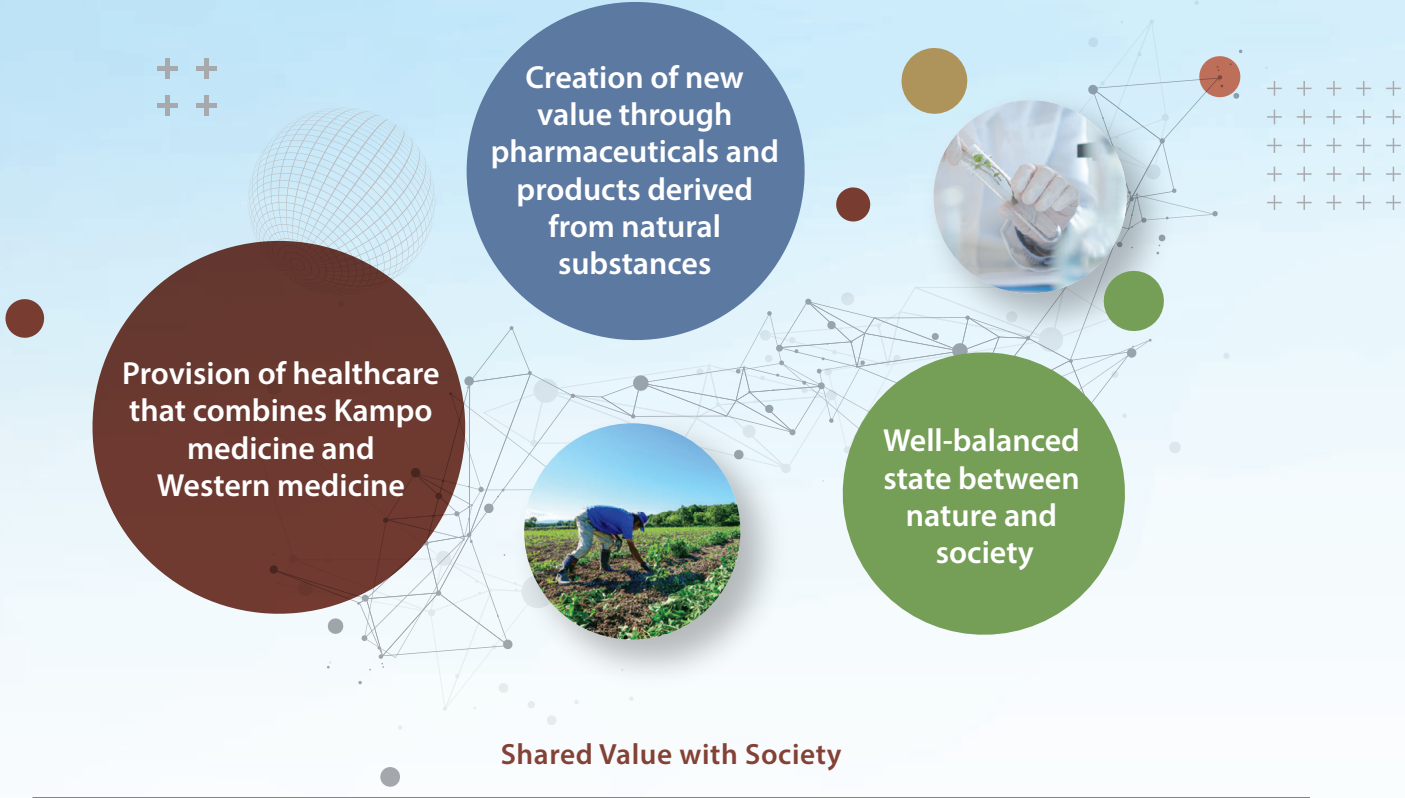 Creation of new
value through
pharmaceuticals and
products derived
from natural
substances
Provision of healthcare
that combines Kampo
medicine and
Western medicine
Well-balanced
state between
nature and
society
Shared Value with Society